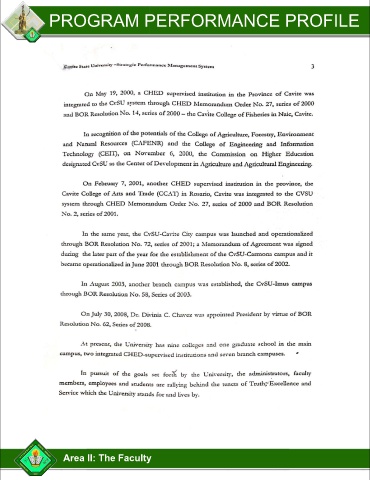 PROGRAM PERFORMANCE PROFILE
Cavite State University –Strategic Performance Management System 3
On May 19, 2000, a CHED supervised institution in the Province of Cavite was
integrated to the CvSU system through CHED Memorandum Order No. 27, series of 2000
and BOR Resolution No. 14, series of 2000 – the Cavite College of Fisheries in Naic, Cavite.
In recognition of the potentials of the College of Agriculture, Forestry, Environment
and Natural Resources (CAFENR) and the College of Engineering and Information
Technology (CEIT), on November 6, 2000, the Commission on Higher Education
designated CvSU as the Center of Development in Agriculture and Agricultural Engineering.
On February 7, 2001, another CHED supervised institution in the province, the
Cavite College of Arts and Trade (CCAT) in Rosario, Cavite was integrated to the CVSU
system through CHED Memorandum Order No. 27, series of 2000 and BOR Resolution
No. 2, series of 2001.
In the same year, the CvSU-Cavite City campus was launched and operationalized
through BOR Resolution No. 72, series of 2001; a Memorandum of Agreement was signed
during the later part of the year for the establishment of the CvSU-Carmona campus and it
became operationalized in June 2001 through BOR Resolution No. 8, series of 2002.
In August 2003, another branch campus was established, the CvSU-Imus campus
through BOR Resolution No. 58, Series of 2003.
On July 30, 2008, Dr. Divinia C. Chavez was appointed President by virtue of BOR
Resolution No. 62, Series of 2008.
At present, the University has nine colleges and one graduate school in the main
campus, two integrated CHED-supervised institutions and seven branch campuses.
In pursuit of the goals set forth by the University, the administrators, faculty
members, employees and students are rallying behind the tenets of Truth, Excellence and
Service which the University stands for and lives by.
Area II: The Faculty